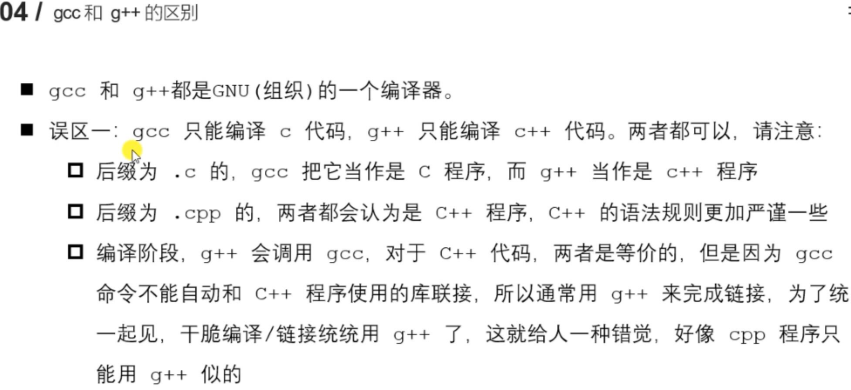 04 / gcc 和 g++ 的区别
■ gcc 和 g++都是GNU(组织)的一个编译器。
■ 误区一：gcc 只能编译 c 代码，g++ 只能编译 c++ 代码。两者都可以，请注意：
后缀为 .c 的，gcc 把它当作是 C 程序，而 g++ 当作是 c++ 程序
后缀为 .cpp 的，两者都会认为是 C++ 程序，C++ 的语法规则更加严谨一些
编译阶段，g++ 会调用 gcc，对于 C++ 代码，两者是等价的，但是因为 gcc
命令不能自动和 C++ 程序使用的库联接，所以通常用 g++ 来完成链接，为了统
一起见，干脆编译/链接统统用 g++ 了，这就给人一种错觉，好像 cpp 程序只
能用 g++ 似的